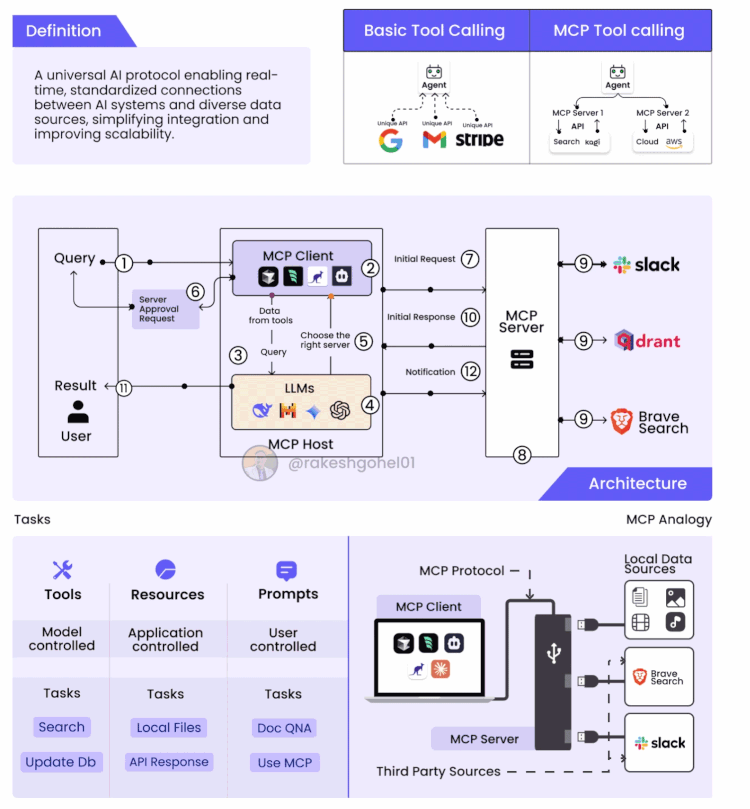 Definition
A universal AI protocol enabling real-
time, standardized connections
between AI systems and diverse data
sources, simplifying integration and
improving scalability.
Basic Tool Calling
Agent
Unique API
Unique API
Unique API
stripe
MCP Tool calling
Agent
MCP Server 1
MCP Server 2
API
API
Search kagi
Cloud aws
Query
1
Server
Approval
Request
6
MCP Client
2
Data
from tools
Choose the
right server
5
3
Query
Result
11
User
LLMs
4
MCP Host
Initial Request
7
Initial Response
10
Notification
12
MCP
Server
8
9
slack
9
qdrant
9
Brave
Search
@rakeshgohel01
Architecture
Tasks
MCP Analogy
Tools
Resources
Prompts
Model
controlled
Application
controlled
User
controlled
Tasks
Tasks
Tasks
Search
Local Files
Doc QNA
Update Db
API Response
Use MCP
MCP Protocol
MCP Client
MCP Server
Third Party Sources
Local Data
Sources
Brave
Search
slack